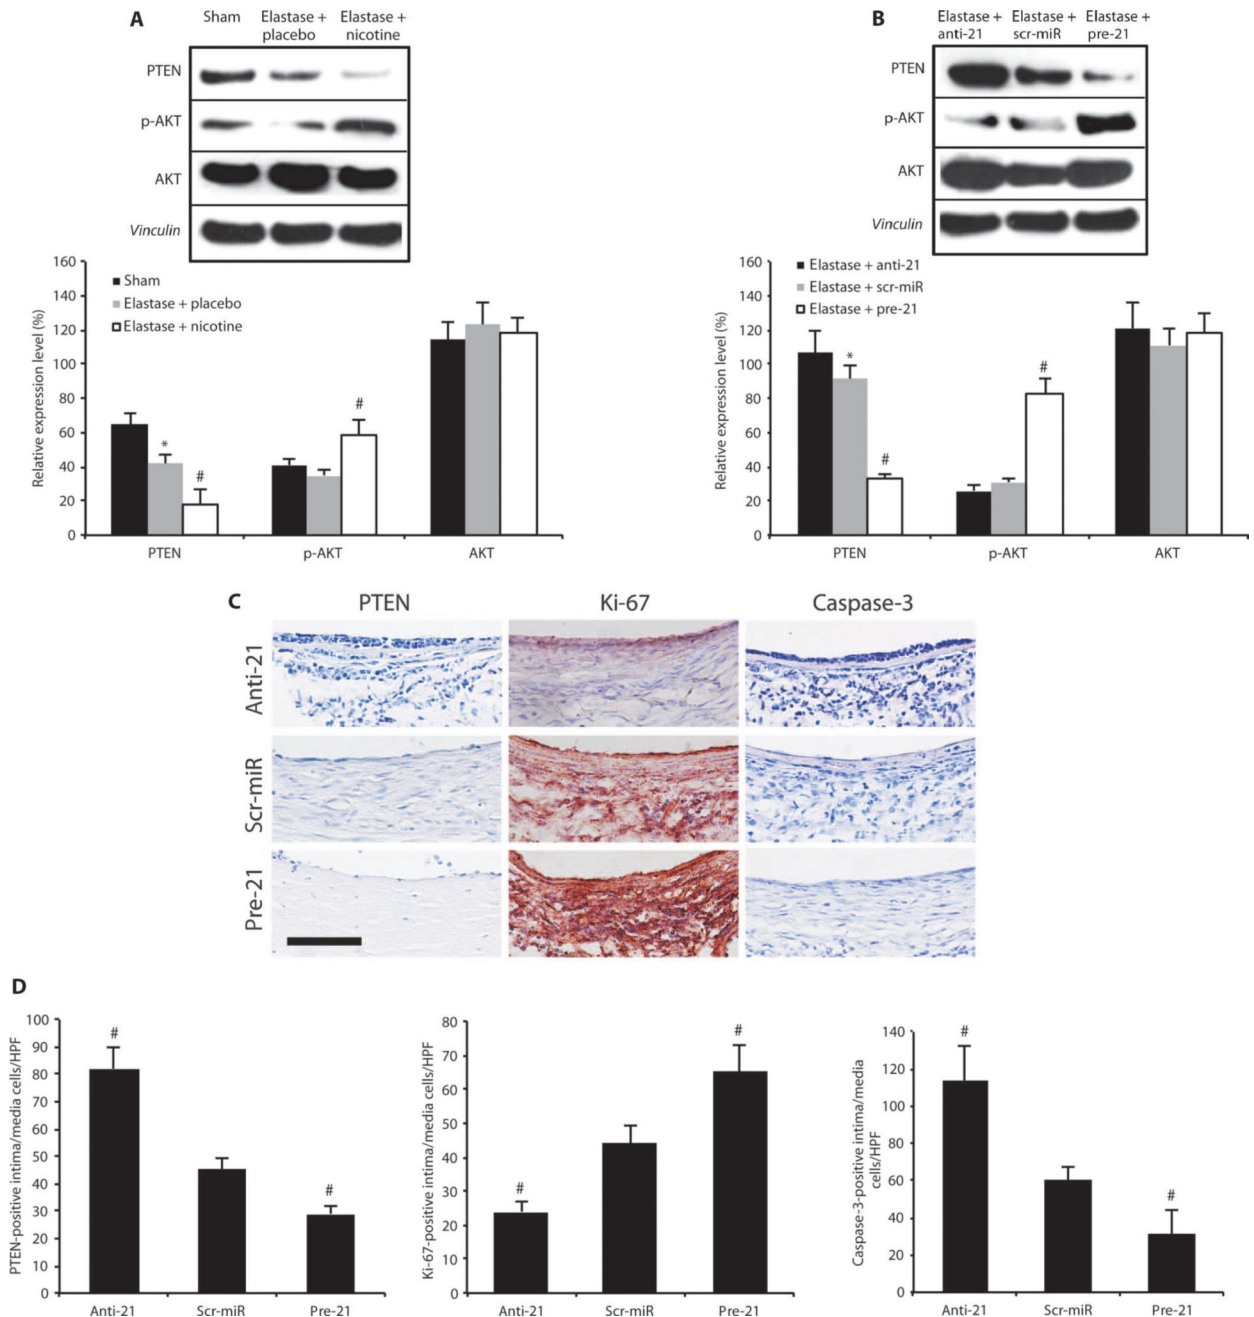 A
Sham
Elastase +
placebo
Elastase +
nicotine
PTEN
p-AKT
AKT
Vinculin
160
140
120
100
80
60
40
20
0
Relative expression level (%)
Sham
Elastase + placebo
Elastase + nicotine
*
#
#
PTEN
p-AKT
AKT
B
Elastase +
anti-21
Elastase +
scr-miR
Elastase +
pre-21
PTEN
p-AKT
AKT
Vinculin
160
140
120
100
80
60
40
20
0
Relative expression level (%)
Elastase + anti-21
Elastase + scr-miR
Elastase + pre-21
*
#
#
PTEN
p-AKT
AKT
C
PTEN
Ki-67
Caspase-3
Anti-21
Scr-miR
Pre-21
D
PTEN-positive intima/media cells/HPF
100
90
80
70
60
50
40
30
20
10
0
#
#
Anti-21
Scr-miR
Pre-21
Ki-67-positive intima/media cells/HPF
80
70
60
50
40
30
20
10
0
#
#
Anti-21
Scr-miR
Pre-21
Caspase-3-positive intima/media
cells/HPF
140
120
100
80
60
40
20
0
#
#
Anti-21
Scr-miR
Pre-21